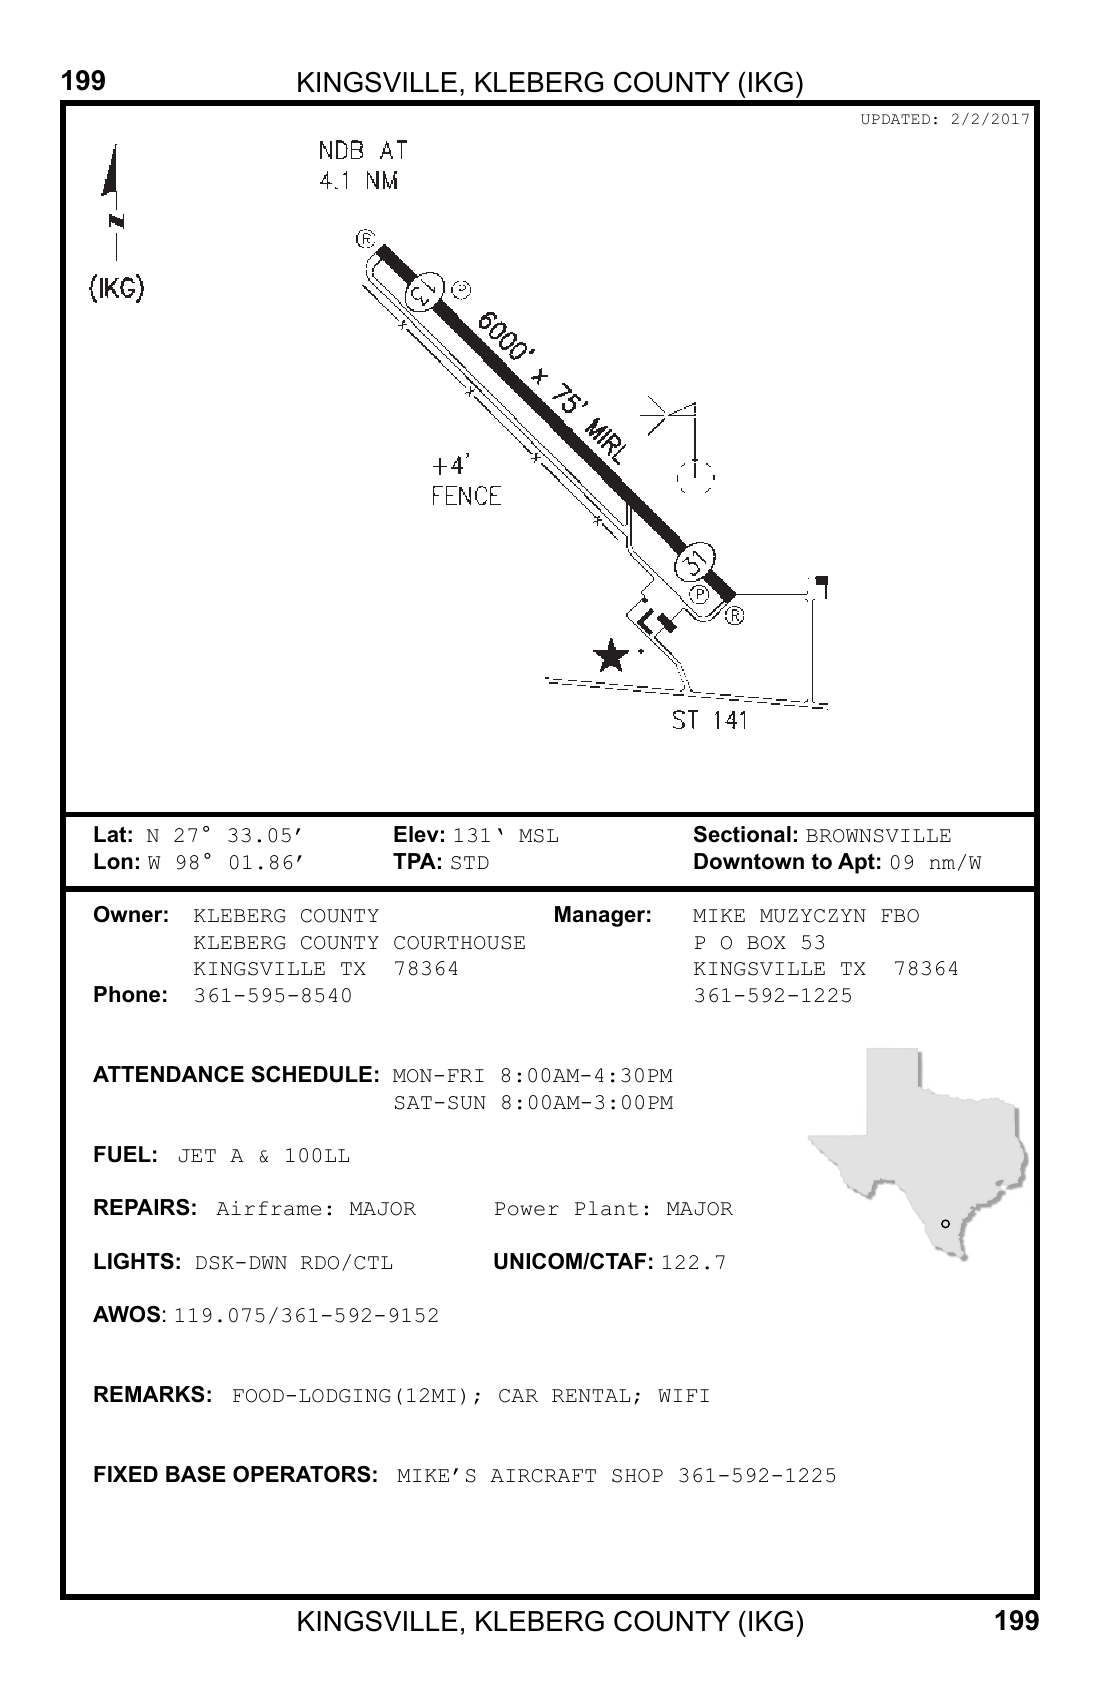 199 KINGSVILLE, KLEBERG COUNTY (IKG)
UPDATED: 2/2/2017
NDB AT
4.1 NM
N
(IKG)
R
13
P
6000' x 75' MIRL
+4'
FENCE
31
P
R
ST 141
Lat: N 27° 33.05′ Elev: 131‘ MSL Sectional: BROWNSVILLE
Lon: W 98° 01.86′ TPA: STD Downtown to Apt: 09 nm/W
Owner: KLEBERG COUNTY Manager: MIKE MUZYCZYN FBO
KLEBERG COUNTY COURTHOUSE P O BOX 53
KINGSVILLE TX 78364 KINGSVILLE TX 78364
Phone: 361-595-8540 361-592-1225
ATTENDANCE SCHEDULE: MON-FRI 8:00AM-4:30PM
SAT-SUN 8:00AM-3:00PM
FUEL: JET A & 100LL
REPAIRS: Airframe: MAJOR Power Plant: MAJOR
LIGHTS: DSK-DWN RDO/CTL UNICOM/CTAF: 122.7
AWOS: 119.075/361-592-9152
REMARKS: FOOD-LODGING(12MI); CAR RENTAL; WIFI
FIXED BASE OPERATORS: MIKE’S AIRCRAFT SHOP 361-592-1225
KINGSVILLE, KLEBERG COUNTY (IKG) 199